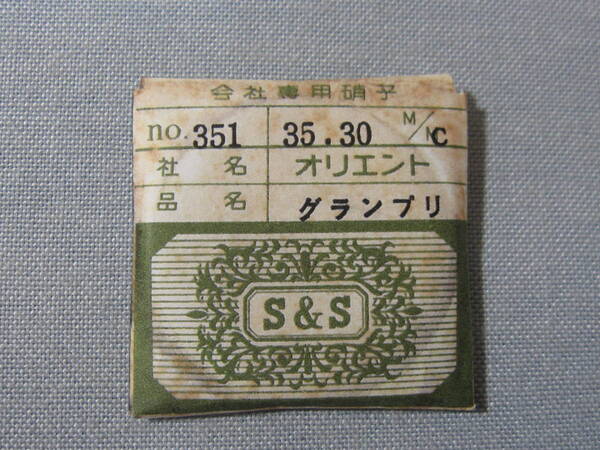 会社専用硝子
no. 351 35.30 M/M C
社名 オリエント
品名 グランプリ
S&S